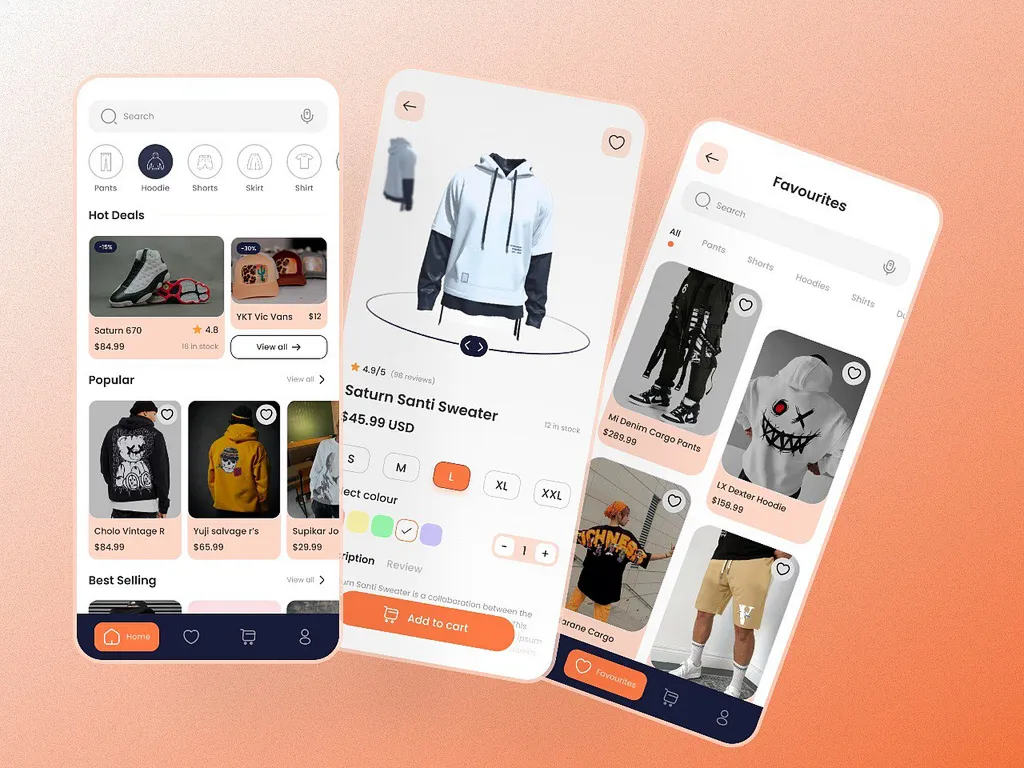 Search
Pants
Hoodie
Shorts
Skirt
Shirt
Hot Deals
-15%
-30%
Saturn 670
4.8
$84.99
18 in stock
YKT Vic Vans
$12
View all
Popular
View all
Cholo Vintage R
$84.99
Yuji salvage r's
$65.99
Supikar Jo
$29.99
Best Selling
View all
Home
4.9/5 (98 reviews)
Saturn Santi Sweater
$45.99 USD
12 in stock
S
M
L
XL
XXL
ect colour
- 1 +
ription
Review
urn Santi Sweater is a collaboration between the
This
ipsum
Add to cart
Favourites
Search
All
Pants
Shorts
Hoodies
Shirts
Du
6
Mi Denim Cargo Pants
$289.99
LX Dexter Hoodie
$158.99
ICHNES
arane Cargo
Favourites